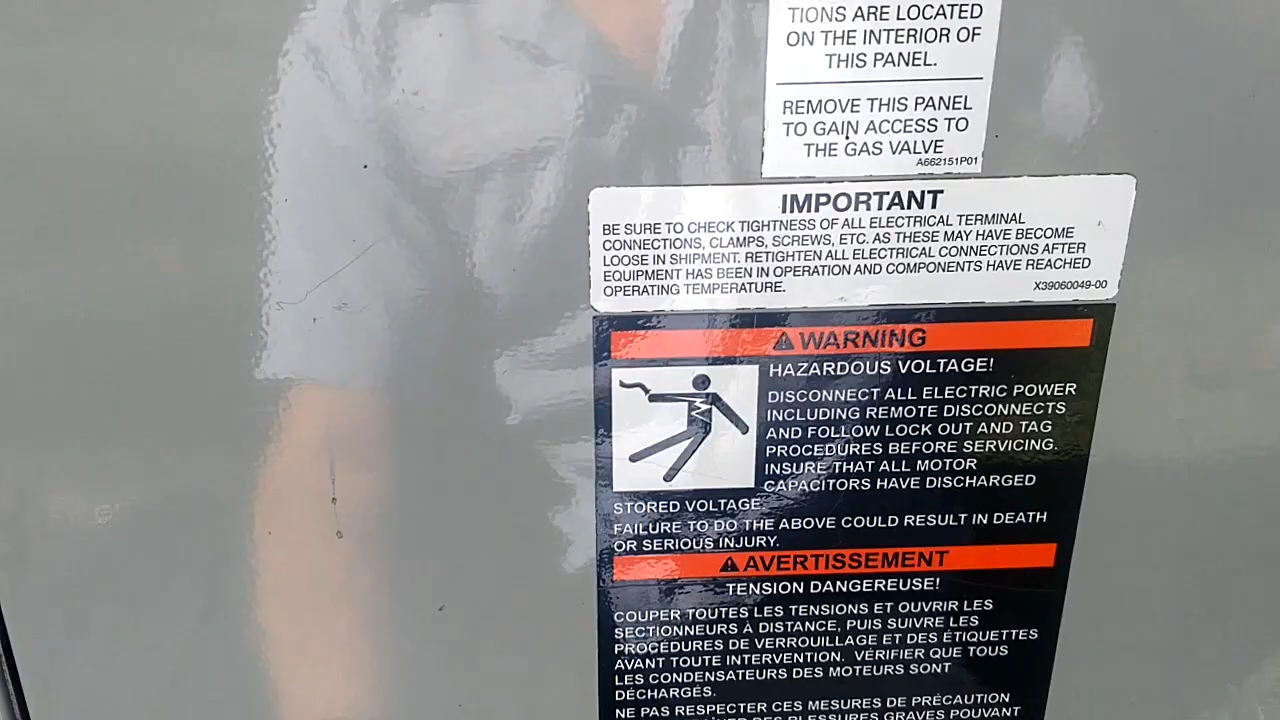 TIONS ARE LOCATED
ON THE INTERIOR OF
THIS PANEL.
REMOVE THIS PANEL
TO GAIN ACCESS TO
THE GAS VALVE
A662151P01
IMPORTANT
BE SURE TO CHECK TIGHTNESS OF ALL ELECTRICAL TERMINAL
CONNECTIONS, CLAMPS, SCREWS, ETC. AS THESE MAY HAVE BECOME
LOOSE IN SHIPMENT. RETIGHTEN ALL ELECTRICAL CONNECTIONS AFTER
EQUIPMENT HAS BEEN IN OPERATION AND COMPONENTS HAVE REACHED
OPERATING TEMPERATURE.
X39060049-00
WARNING
HAZARDOUS VOLTAGE!
DISCONNECT ALL ELECTRIC POWER
INCLUDING REMOTE DISCONNECTS
AND FOLLOW LOCK OUT AND TAG
PROCEDURES BEFORE SERVICING.
INSURE THAT ALL MOTOR
CAPACITORS HAVE DISCHARGED
STORED VOLTAGE.
FAILURE TO DO THE ABOVE COULD RESULT IN DEATH
OR SERIOUS INJURY.
AVERTISSEMENT
TENSION DANGEREUSE!
COUPER TOUTES LES TENSIONS ET OUVRIR LES
SECTIONNEURS À DISTANCE, PUIS SUIVRE LES
PROCÉDURES DE VERROUILLAGE ET DES ÉTIQUETTES
AVANT TOUTE INTERVENTION. VÉRIFIER QUE TOUS
LES CONDENSATEURS DES MOTEURS SONT
DÉCHARGÉS.
NE PAS RESPECTER CES MESURES DE PRÉCAUTION
DES BLESSURES GRAVES POUVANT